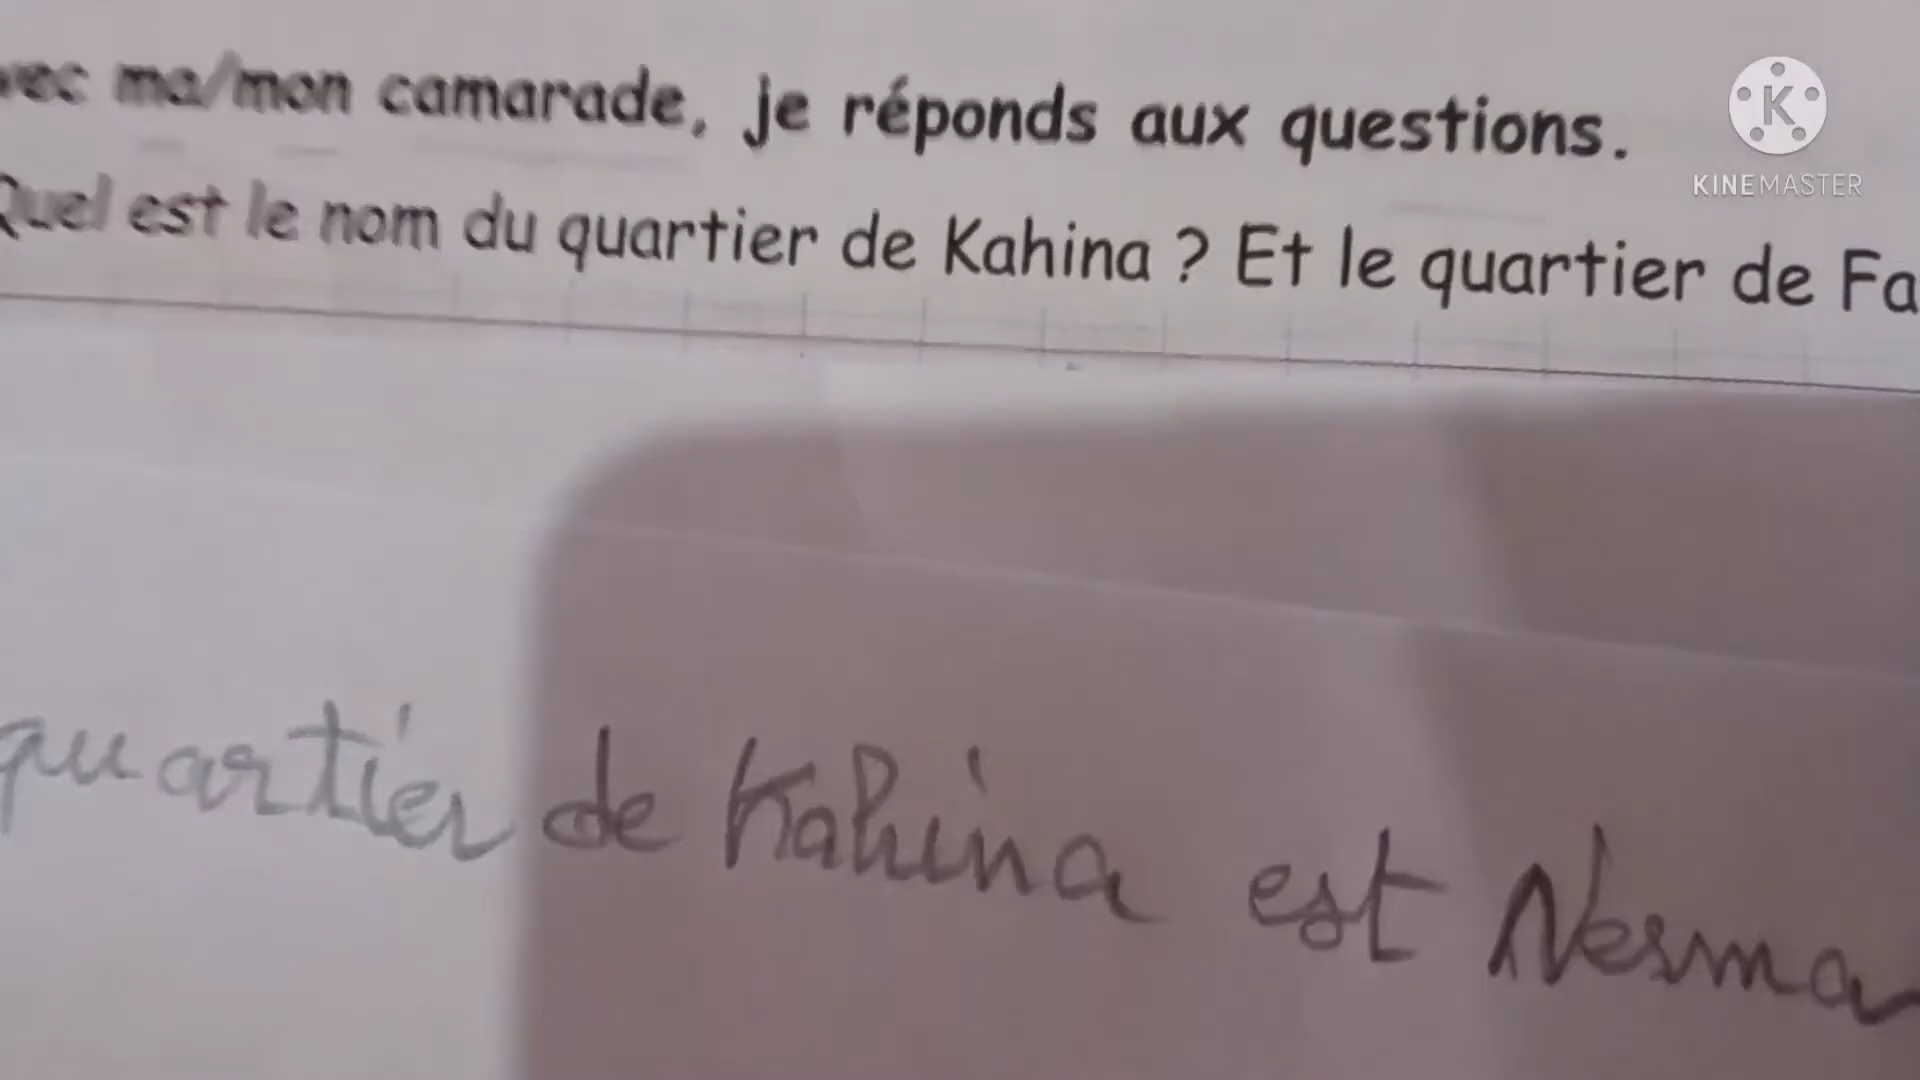 vec ma/mon camarade, je réponds aux questions.
Quel est le nom du quartier de Kahina ? Et le quartier de Fa
quartier de Kahina est Nesma
KINEMASTER